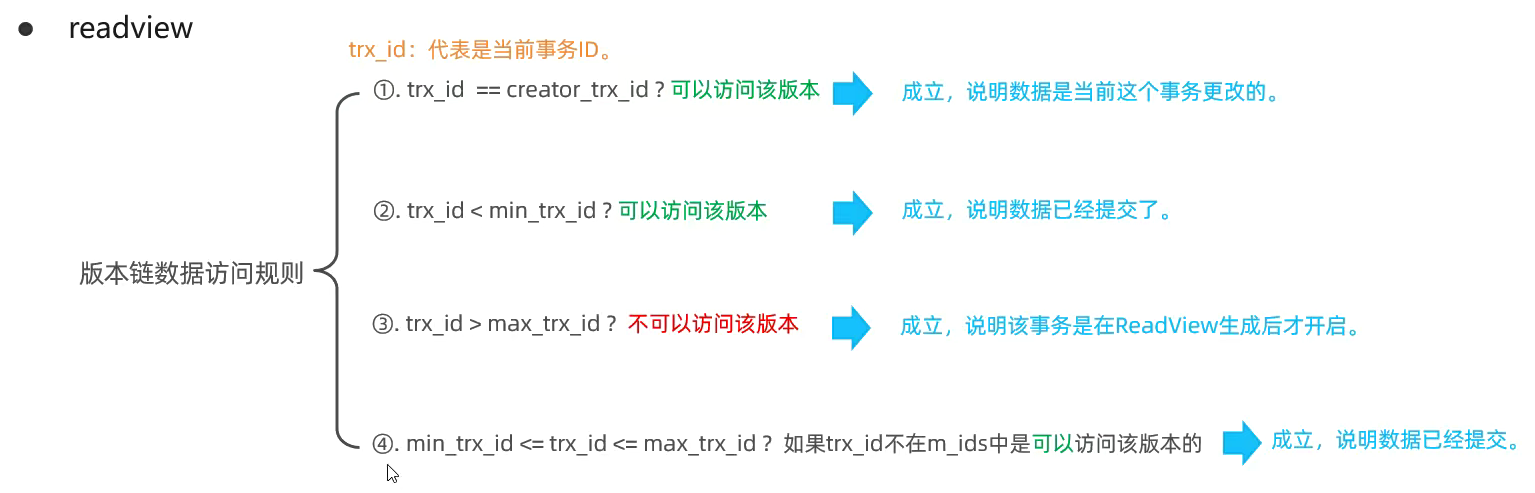 ● readview
trx_id：代表是当前事务ID。
①. trx_id == creator_trx_id ? 可以访问该版本 成立，说明数据是当前这个事务更改的。
②. trx_id < min_trx_id ? 可以访问该版本 成立，说明数据已经提交了。
版本链数据访问规则
③. trx_id > max_trx_id ? 不可以访问该版本 成立，说明该事务是在ReadView生成后才开启。
④. min_trx_id <= trx_id <= max_trx_id ? 如果trx_id不在m_ids中是可以访问该版本的 成立，说明数据已经提交。